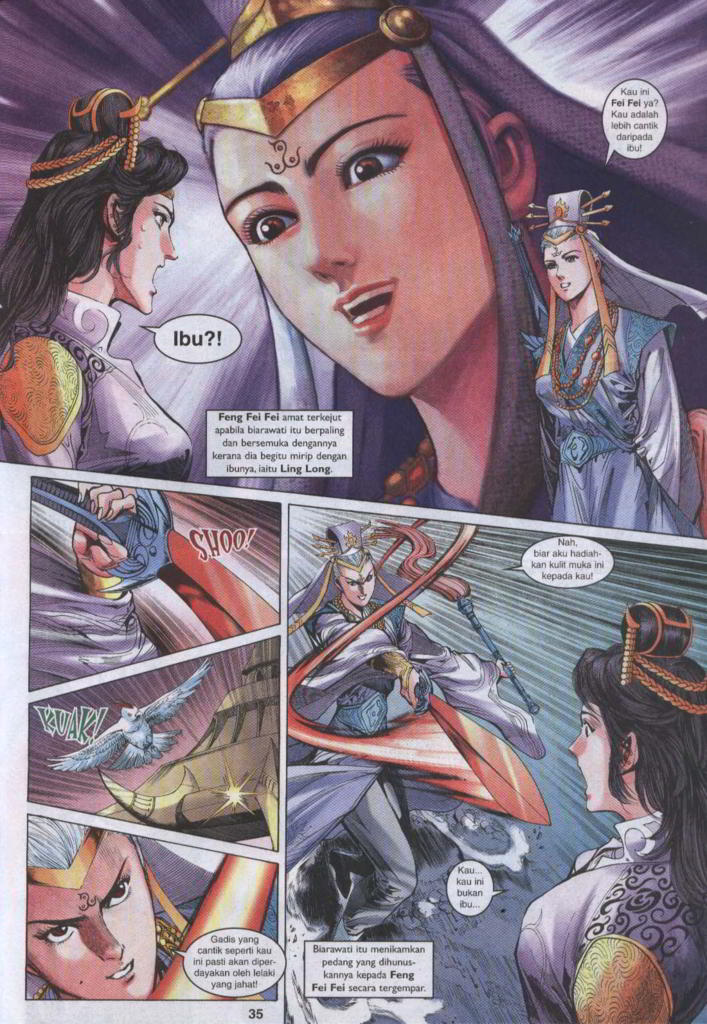 Kau ini
Fei Fei ya?
Kau adalah
lebih cantik
daripada
ibu!
Ibu?!
Feng Fei Fei amat terkejut
apabila biarawati itu berpaling
dan bersemuka dengannya
kerana dia begitu mirip dengan
ibunya, iaitu Ling Long.
SHOO!
KUAK!
Gadis yang
cantik seperti kau
ini pasti akan diper-
dayakan oleh lelaki
yang jahat!
Nah,
biar aku hadiah-
kan kulit muka ini
kepada kau!
Kau...
kau ini
bukan
ibu...
Biarawati itu menikamkan
pedang yang dihunus-
kannya kepada Feng
Fei Fei secara tergempar.
35